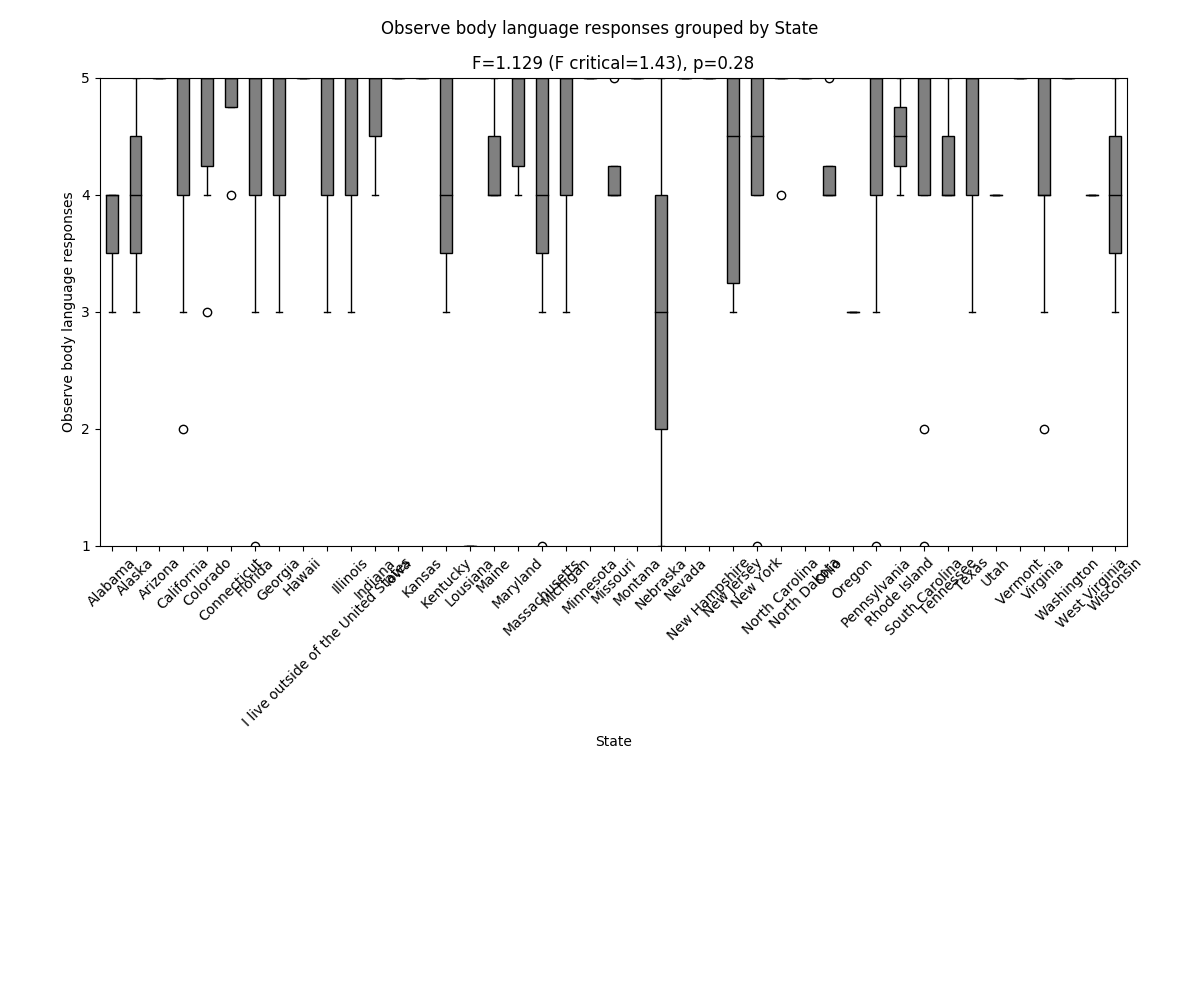 Observe body language responses grouped by State
F=1.129 (F critical=1.43), p=0.28
Observe body language responses
5
4
3
2
1
Alabama
Alaska
Arizona
California
Colorado
Connecticut
Florida
Georgia
Hawaii
I live outside of the United States
Illinois
Indiana
Iowa
Kansas
Kentucky
Lousiana
Maine
Maryland
Massachusetts
Michigan
Minnesota
Missouri
Montana
Nebraska
Nevada
New Hampshire
New Jersey
New York
North Carolina
North Dakota
Ohio
Oregon
Pennsylvania
Rhode Island
South Carolina
Tennessee
Texas
Utah
Vermont
Virginia
Washington
West Virginia
Wisconsin
State